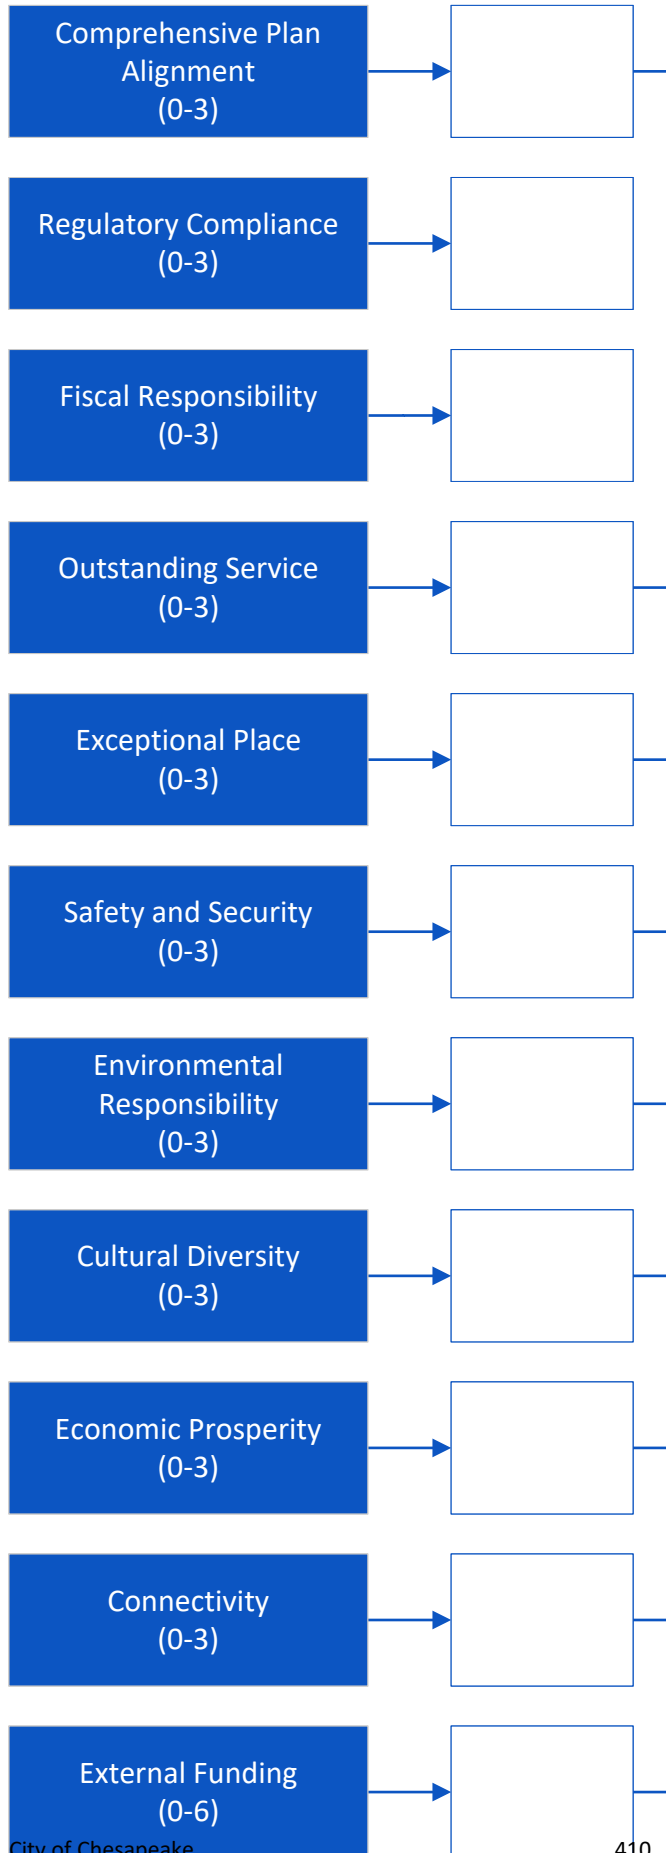 Comprehensive Plan
Alignment
(0-3)
Regulatory Compliance
(0-3)
Fiscal Responsibility
(0-3)
Outstanding Service
(0-3)
Exceptional Place
(0-3)
Safety and Security
(0-3)
Environmental
Responsibility
(0-3)
Cultural Diversity
(0-3)
Economic Prosperity
(0-3)
Connectivity
(0-3)
External Funding
(0-6)
City of Chesapeake 410